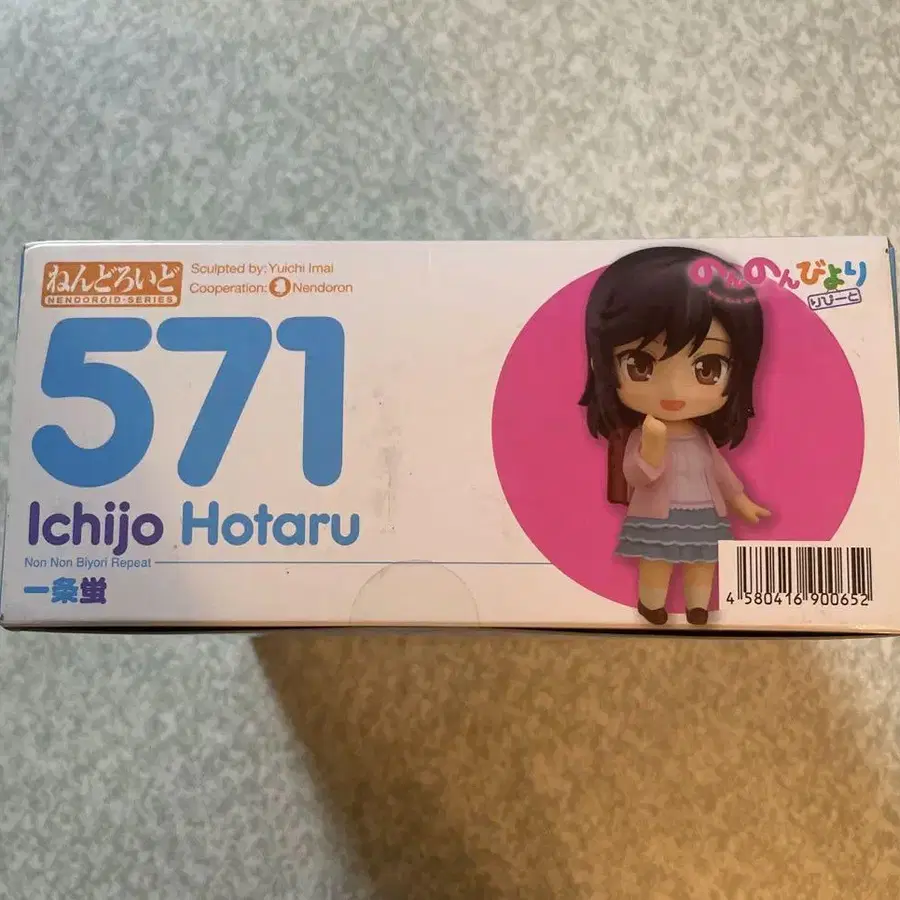 ねんどろいど
NENDOROID·SERIES
Sculpted by: Yuichi Imai
Cooperation: Nendoron
571
Ichijo Hotaru
Non Non Biyori Repeat
一条蛍
のんのんびより
りぴーと
4 580416 900652